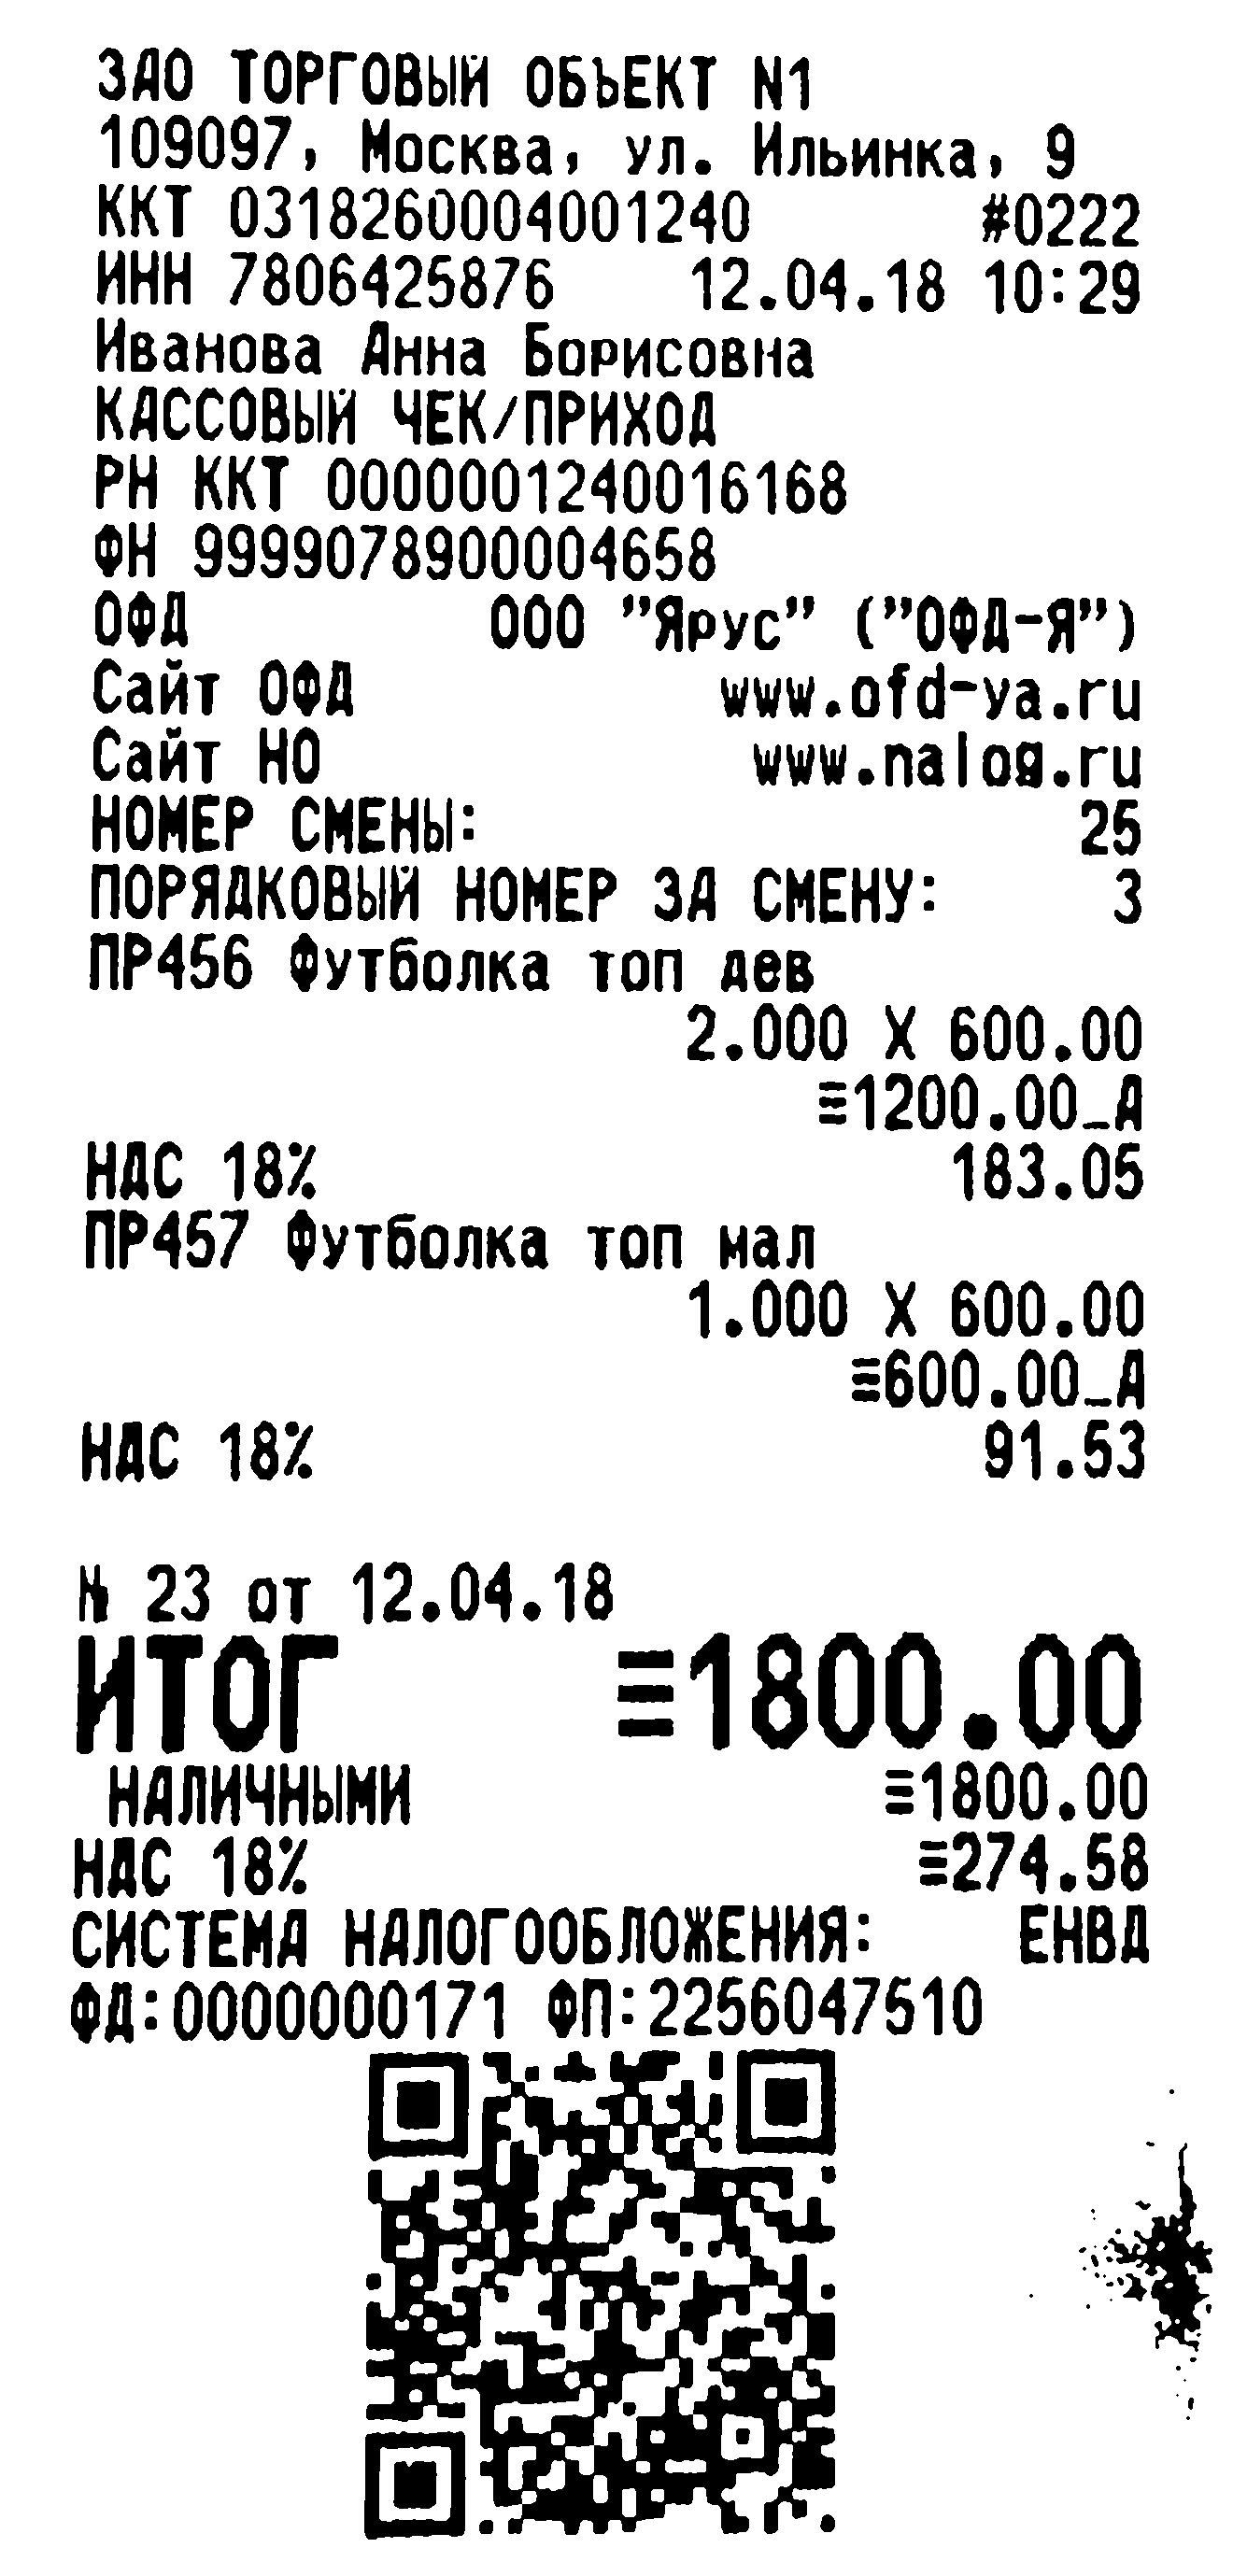 ЗАО ТОРГОВЫЙ ОБЪЕКТ N1
109097, Москва, ул. Ильинка, 9
ККТ 0318260004001240 #0222
ИНН 7806425876 12.04.18 10:29
Иванова Анна Борисовна
КАССОВЫЙ ЧЕК/ПРИХОД
РН ККТ 0000001240016168
ФН 9999078900004658
ОФД ООО "Ярус" ("ОФД-Я")
Сайт ОФД www.ofd-ya.ru
Сайт НО www.nalog.ru
НОМЕР СМЕНЫ: 25
ПОРЯДКОВЫЙ НОМЕР ЗА СМЕНУ: 3
ПР456 Футболка топ дев
2.000 X 600.00
≡1200.00_А
НДС 18% 183.05
ПР457 Футболка топ мал
1.000 X 600.00
≡600.00_А
НДС 18% 91.53
№ 23 от 12.04.18
ИТОГ ≡1800.00
НАЛИЧНЫМИ ≡1800.00
НДС 18% ≡274.58
СИСТЕМА НАЛОГООБЛОЖЕНИЯ: ЕНВД
ФД:0000000171 ФП:2256047510